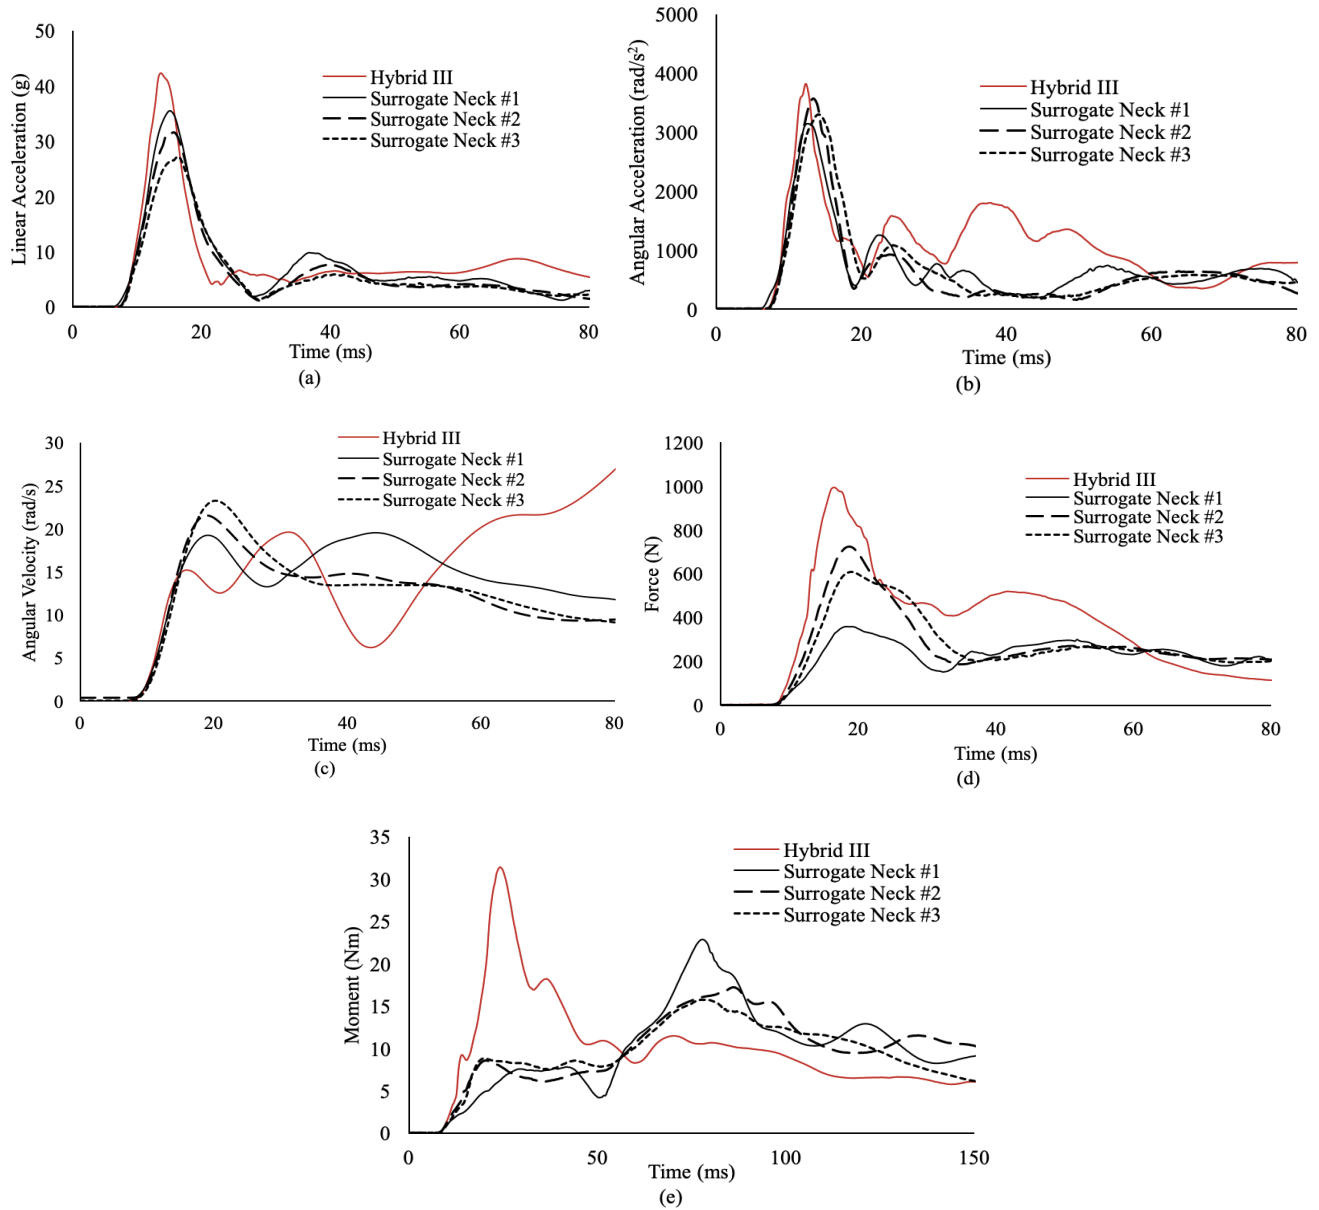 50
40
30
20
10
0
Linear Acceleration (g)
Hybrid III
Surrogate Neck #1
Surrogate Neck #2
Surrogate Neck #3
0 20 40 60 80
Time (ms)
(a)
5000
4000
3000
2000
1000
0
Angular Acceleration (rad/s²)
Hybrid III
Surrogate Neck #1
Surrogate Neck #2
Surrogate Neck #3
0 20 40 60 80
Time (ms)
(b)
30
25
20
15
10
5
0
Angular Velocity (rad/s)
Hybrid III
Surrogate Neck #1
Surrogate Neck #2
Surrogate Neck #3
0 20 40 60 80
Time (ms)
(c)
1200
1000
800
600
400
200
0
Force (N)
Hybrid III
Surrogate Neck #1
Surrogate Neck #2
Surrogate Neck #3
0 20 40 60 80
Time (ms)
(d)
35
30
25
20
15
10
5
0
Moment (Nm)
Hybrid III
Surrogate Neck #1
Surrogate Neck #2
Surrogate Neck #3
0 50 100 150
Time (ms)
(e)